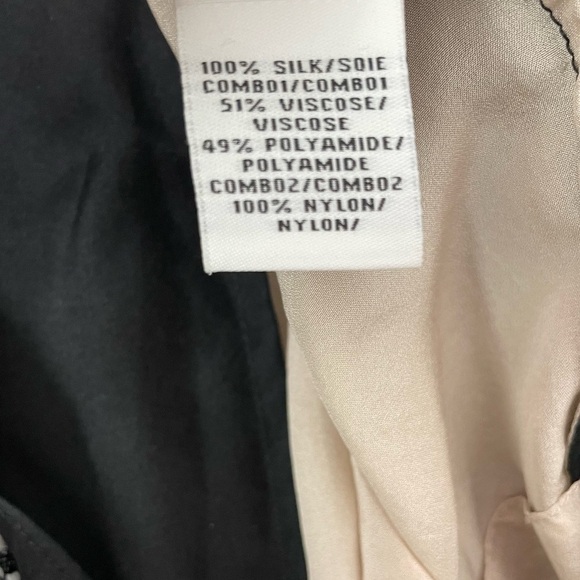 100% SILK/SOIE
COMBO1/COMBO1
51% VISCOSE/
VISCOSE
49% POLYAMIDE/
POLYAMIDE
COMBO2/COMBO2
100% NYLON/
NYLON/